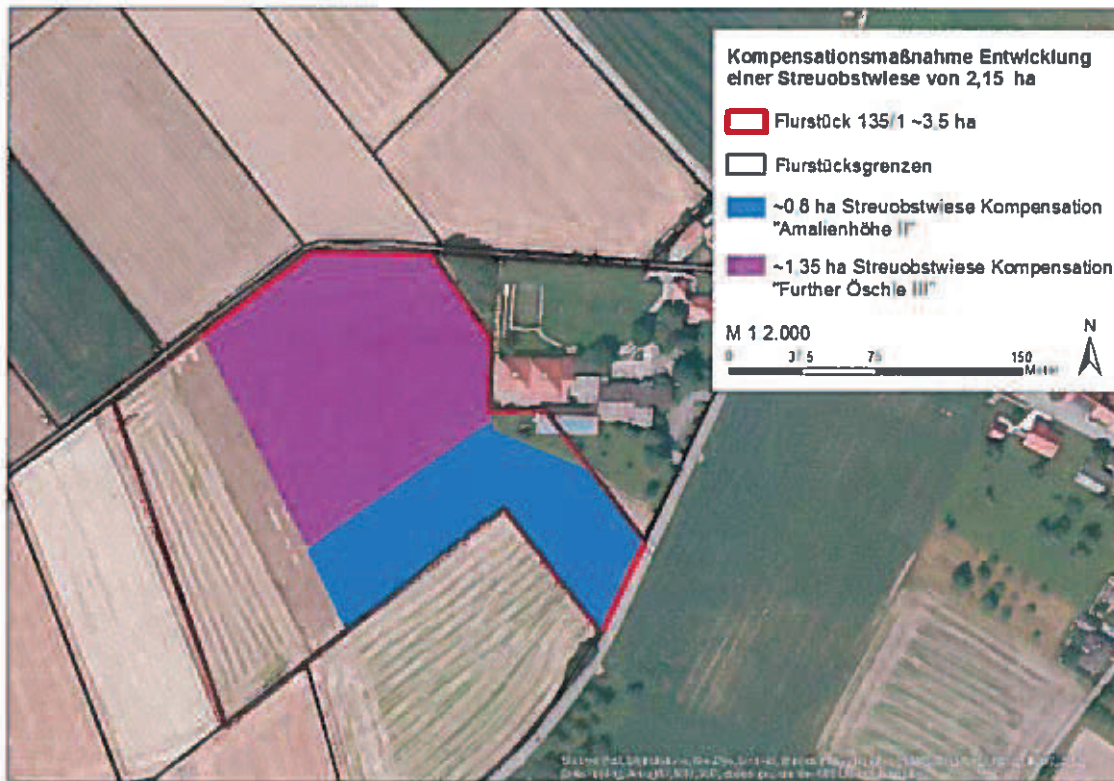 Kompensationsmaßnahme Entwicklung
einer Streuobstwiese von 2,15 ha
Flurstück 135/1 ~3,5 ha
Flurstücksgrenzen
~0,8 ha Streuobstwiese Kompensation
"Amalienhöhe II"
~1,35 ha Streuobstwiese Kompensation
"Further Öschle III"
M 1:2.000
N
0 37,5 75 150
Meter